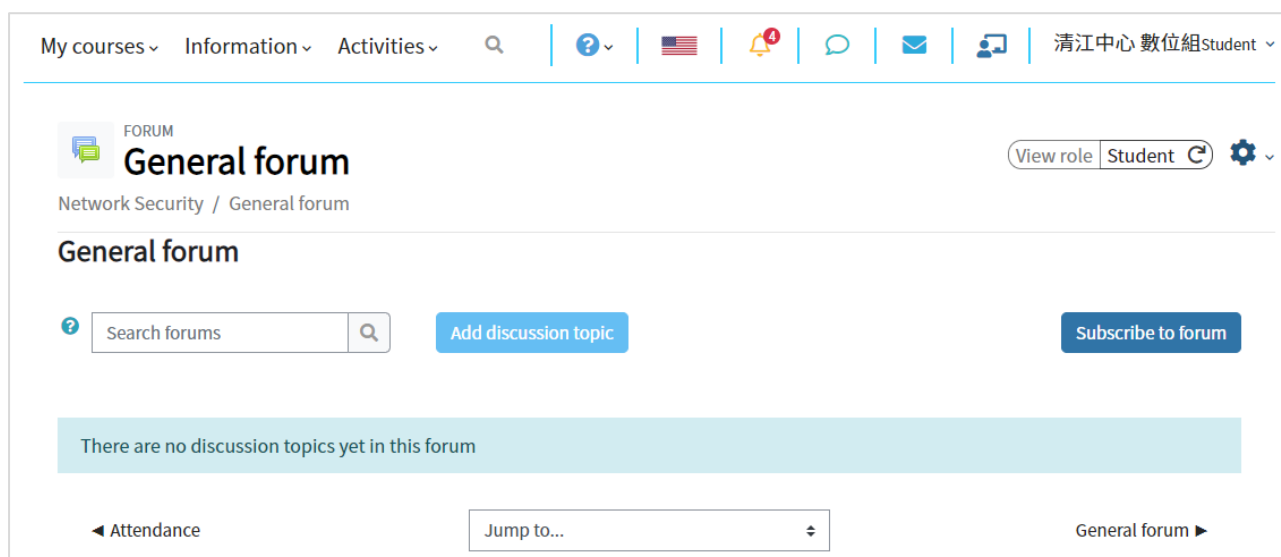 My courses Information Activities 4 清江中心 數位組Student
FORUM
General forum
View role Student
Network Security / General forum
General forum
Search forums Add discussion topic Subscribe to forum
There are no discussion topics yet in this forum
◄ Attendance Jump to... General forum ►